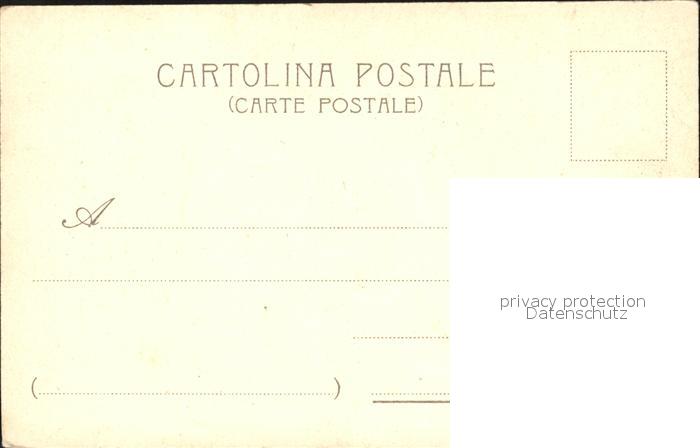 CARTOLINA POSTALE
(CARTE POSTALE)
A
privacy protection
Datenschutz
( )